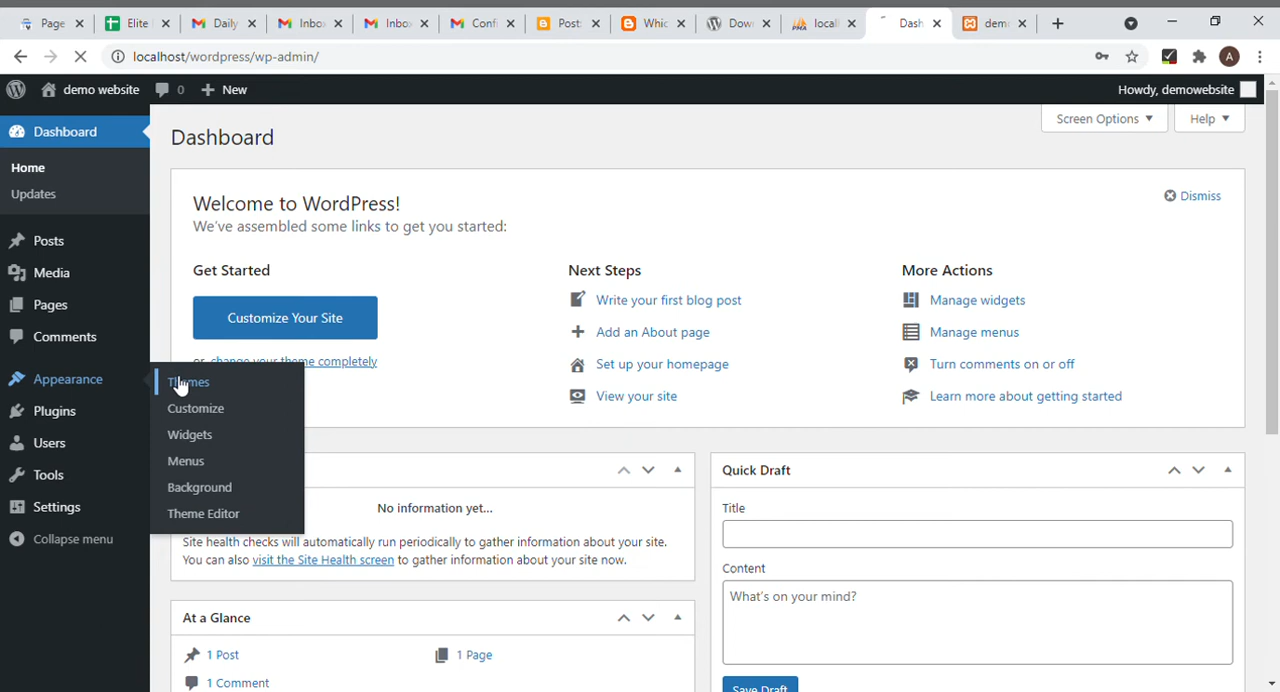 Page
Elite
Daily
Inbo
Inbo
Conf
Post:
Whic
Dow
locall
Dash
dem
localhost/wordpress/wp-admin/
A
demo website
0
New
Howdy, demowebsite
Dashboard
Home
Updates
Posts
Media
Pages
Comments
Appearance
Plugins
Users
Tools
Settings
Collapse menu
Themes
Customize
Widgets
Menus
Background
Theme Editor
Dashboard
Screen Options
Help
Welcome to WordPress!
We've assembled some links to get you started:
Dismiss
Get Started
Customize Your Site
or, change your theme completely
Next Steps
Write your first blog post
Add an About page
Set up your homepage
View your site
More Actions
Manage widgets
Manage menus
Turn comments on or off
Learn more about getting started
No information yet...
Site health checks will automatically run periodically to gather information about your site.
You can also visit the Site Health screen to gather information about your site now.
At a Glance
1 Post
1 Page
1 Comment
Quick Draft
Title
Content
What's on your mind?
Save Draft